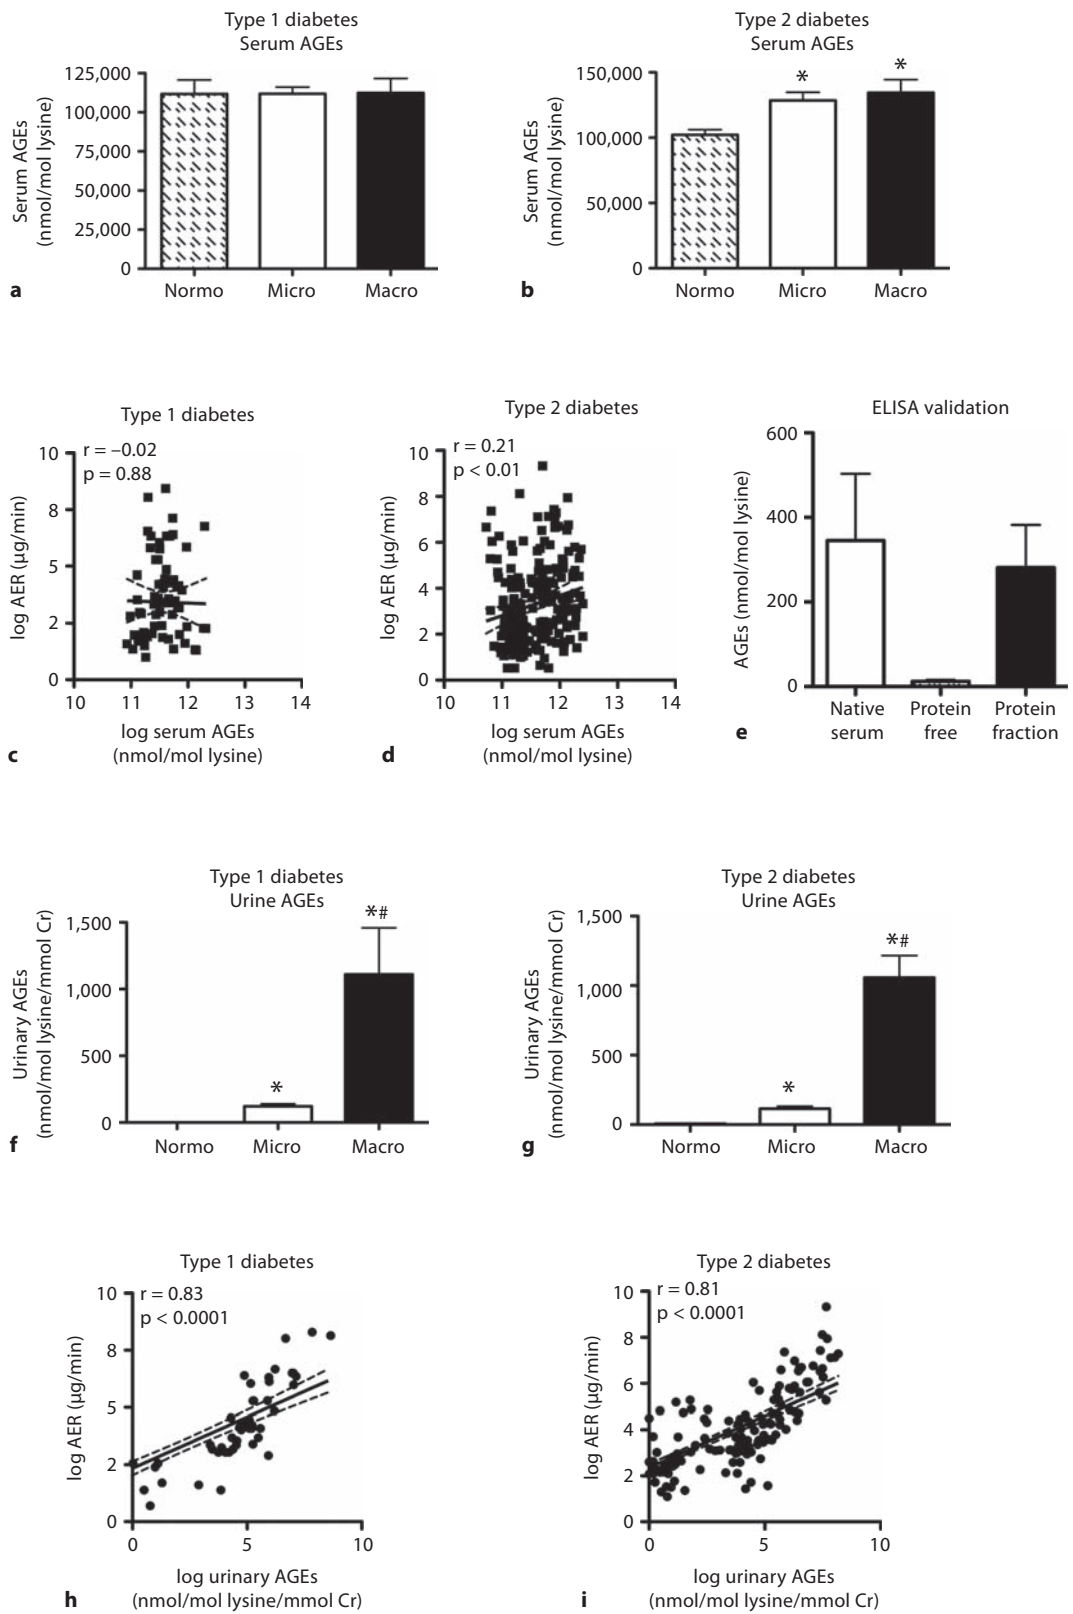 Type 1 diabetes
Serum AGEs
Serum AGEs
(nmol/mol lysine)
125,000
100,000
75,000
50,000
25,000
0
Normo Micro Macro
a
Type 2 diabetes
Serum AGEs
Serum AGEs
(nmol/mol lysine)
150,000
100,000
50,000
0
* *
Normo Micro Macro
b
Type 1 diabetes
r = –0.02
p = 0.88
log AER (µg/min)
10
8
5
2
0
10 11 12 13 14
log serum AGEs
(nmol/mol lysine)
c
Type 2 diabetes
r = 0.21
p < 0.01
log AER (µg/min)
10
8
6
4
2
0
10 11 12 13 14
log serum AGEs
(nmol/mol lysine)
d
ELISA validation
AGEs (nmol/mol lysine)
600
400
200
0
Native Protein Protein
serum free fraction
e
Type 1 diabetes
Urine AGEs
Urinary AGEs
(nmol/mol lysine/mmol Cr)
1,500
1,000
500
0
* *#
Normo Micro Macro
f
Type 2 diabetes
Urine AGEs
Urinary AGEs
(nmol/mol lysine/mmol Cr)
1,500
1,000
500
0
* *#
Normo Micro Macro
g
Type 1 diabetes
r = 0.83
p < 0.0001
log AER (µg/min)
10
8
5
2
0
0 5 10
log urinary AGEs
(nmol/mol lysine/mmol Cr)
h
Type 2 diabetes
r = 0.81
p < 0.0001
log AER (µg/min)
10
8
6
4
2
0
0 5 10
log urinary AGEs
(nmol/mol lysine/mmol Cr)
i